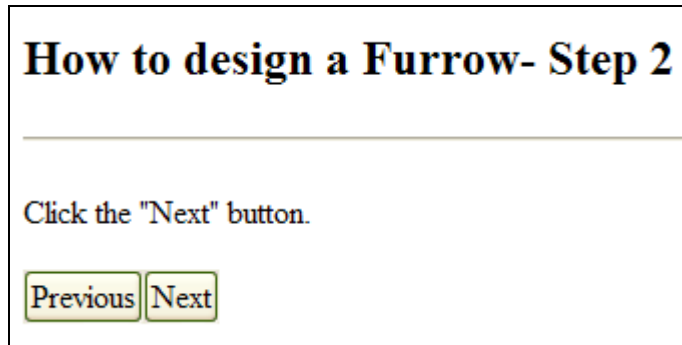 How to design a Furrow- Step 2
Click the "Next" button.
Previous Next